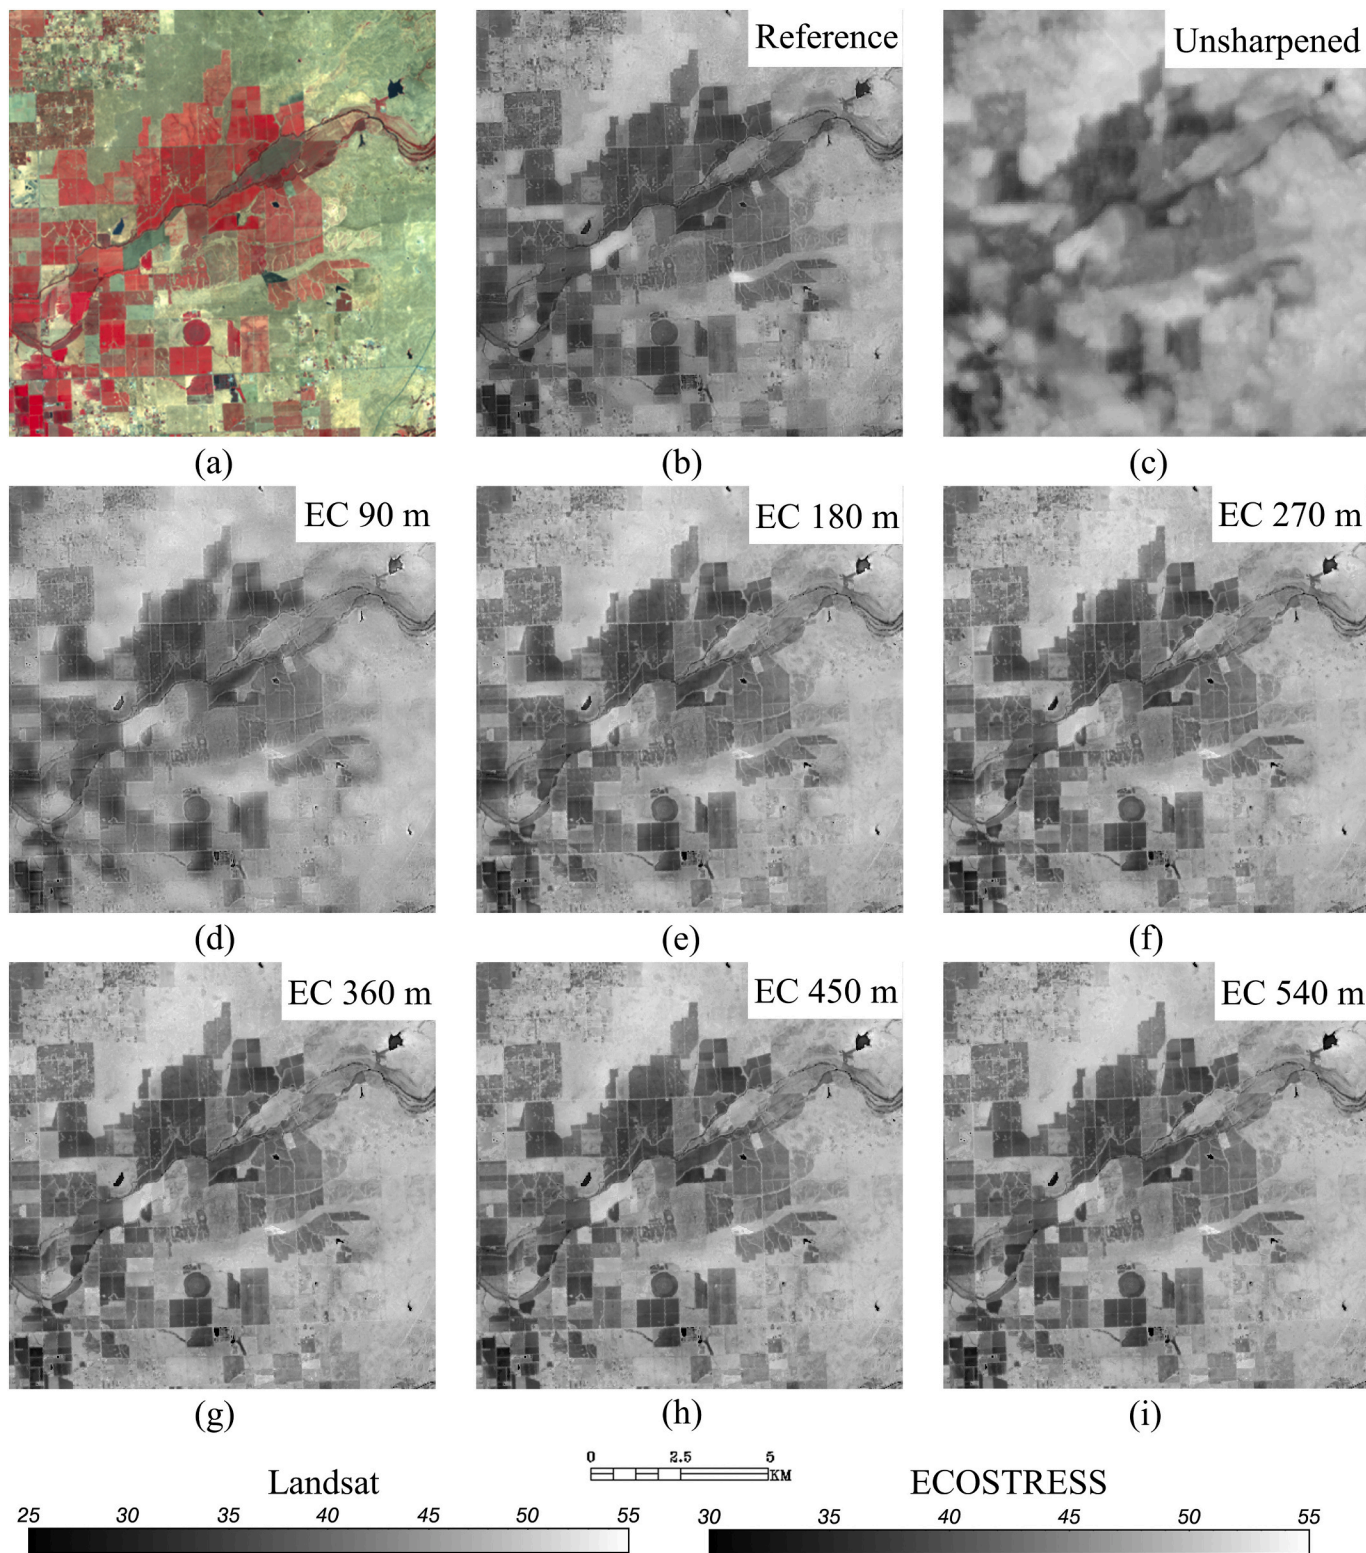 Reference
Unsharpened
(a)
(b)
(c)
EC 90 m
EC 180 m
EC 270 m
(d)
(e)
(f)
EC 360 m
EC 450 m
EC 540 m
(g)
(h)
(i)
0 2.5 5
KM
Landsat
ECOSTRESS
25 30 35 40 45 50 55
30 35 40 45 50 55